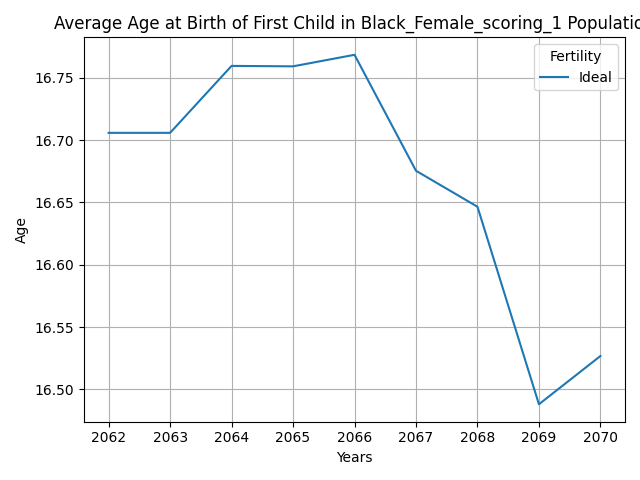 Average Age at Birth of First Child in Black_Female_scoring_1 Populatio
Fertility
Ideal
Age
16.75
16.70
16.65
16.60
16.55
16.50
2062 2063 2064 2065 2066 2067 2068 2069 2070
Years